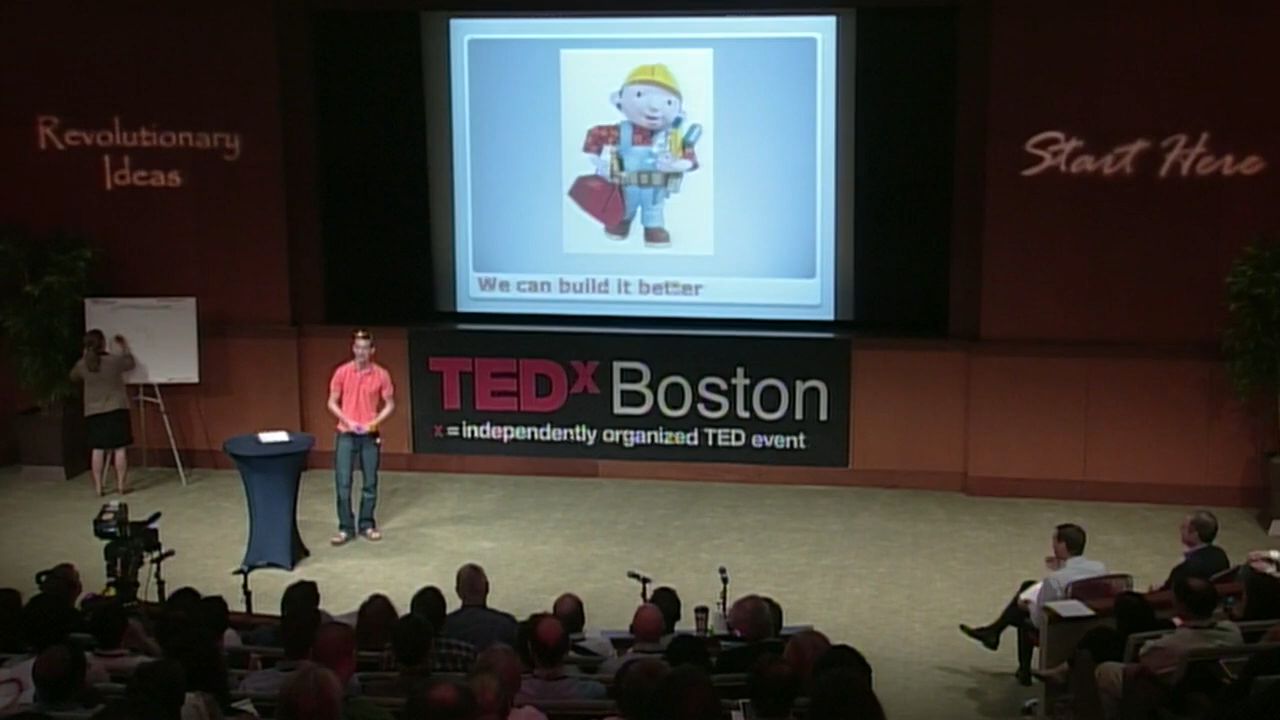 Revolutionary
Ideas
We can build it better
Start Here
TEDx Boston
x = independently organized TED event